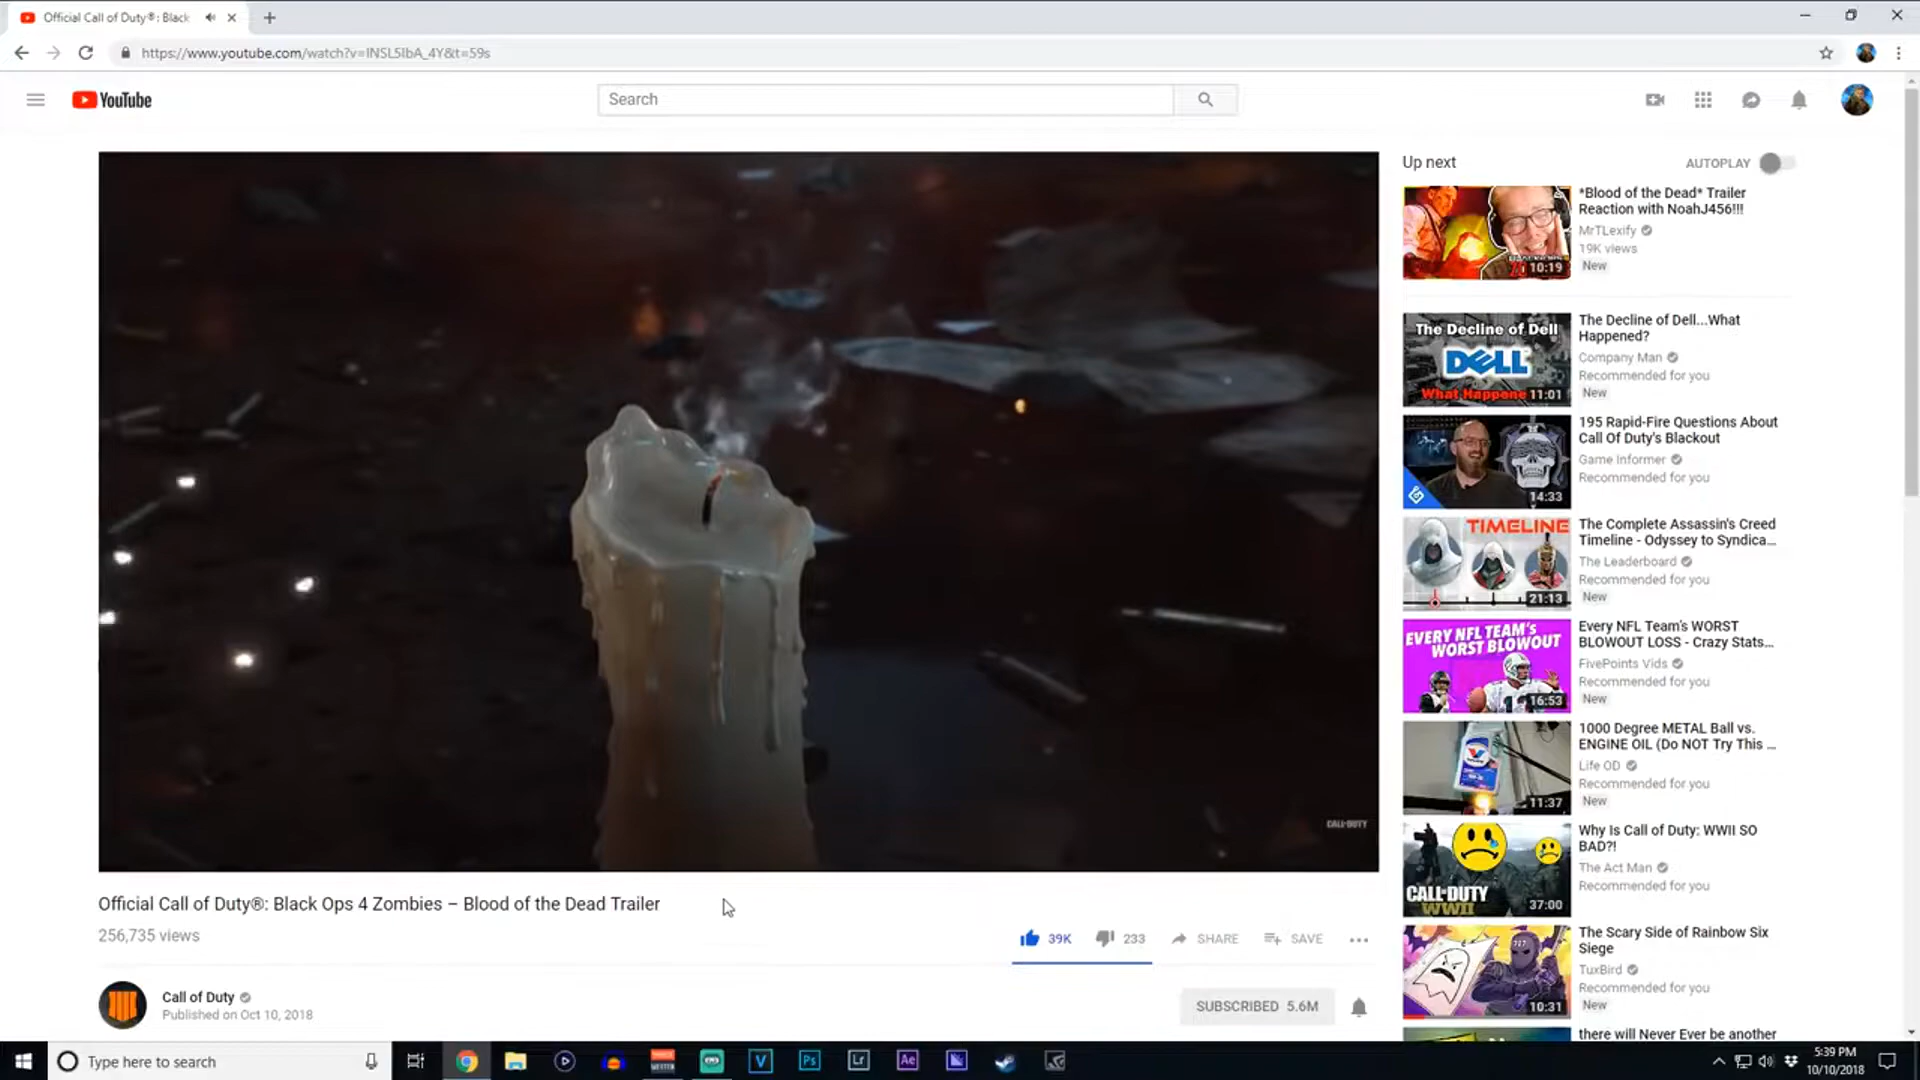 Official Call of Duty®: Black
https://www.youtube.com/watch?v=INSL5lbA_4Y&t=59s
YouTube
Search
CALL OF DUTY
Official Call of Duty®: Black Ops 4 Zombies – Blood of the Dead Trailer
256,735 views
39K
233
SHARE
SAVE
Call of Duty
Published on Oct 10, 2018
SUBSCRIBED 5.6M
Up next
AUTOPLAY
10:19
*Blood of the Dead* Trailer
Reaction with NoahJ456!!!
MrTLexify
19K views
New
The Decline of Dell
DELL
What Happene
11:01
The Decline of Dell...What
Happened?
Company Man
Recommended for you
New
14:33
195 Rapid-Fire Questions About
Call Of Duty's Blackout
Game Informer
Recommended for you
TIMELINE
21:13
The Complete Assassin's Creed
Timeline - Odyssey to Syndica...
The Leaderboard
Recommended for you
New
EVERY NFL TEAM'S
WORST BLOWOUT
16:53
Every NFL Team's WORST
BLOWOUT LOSS - Crazy Stats...
FivePoints Vids
Recommended for you
New
11:37
1000 Degree METAL Ball vs.
ENGINE OIL (Do NOT Try This ...
Life OD
Recommended for you
New
CALL DUTY
WWII
37:00
Why Is Call of Duty: WWII SO
BAD?!
The Act Man
Recommended for you
10:31
The Scary Side of Rainbow Six
Siege
TuxBird
Recommended for you
New
there will Never Ever be another
Type here to search
V
Ps
Lr
Ae
5:39 PM
10/10/2018